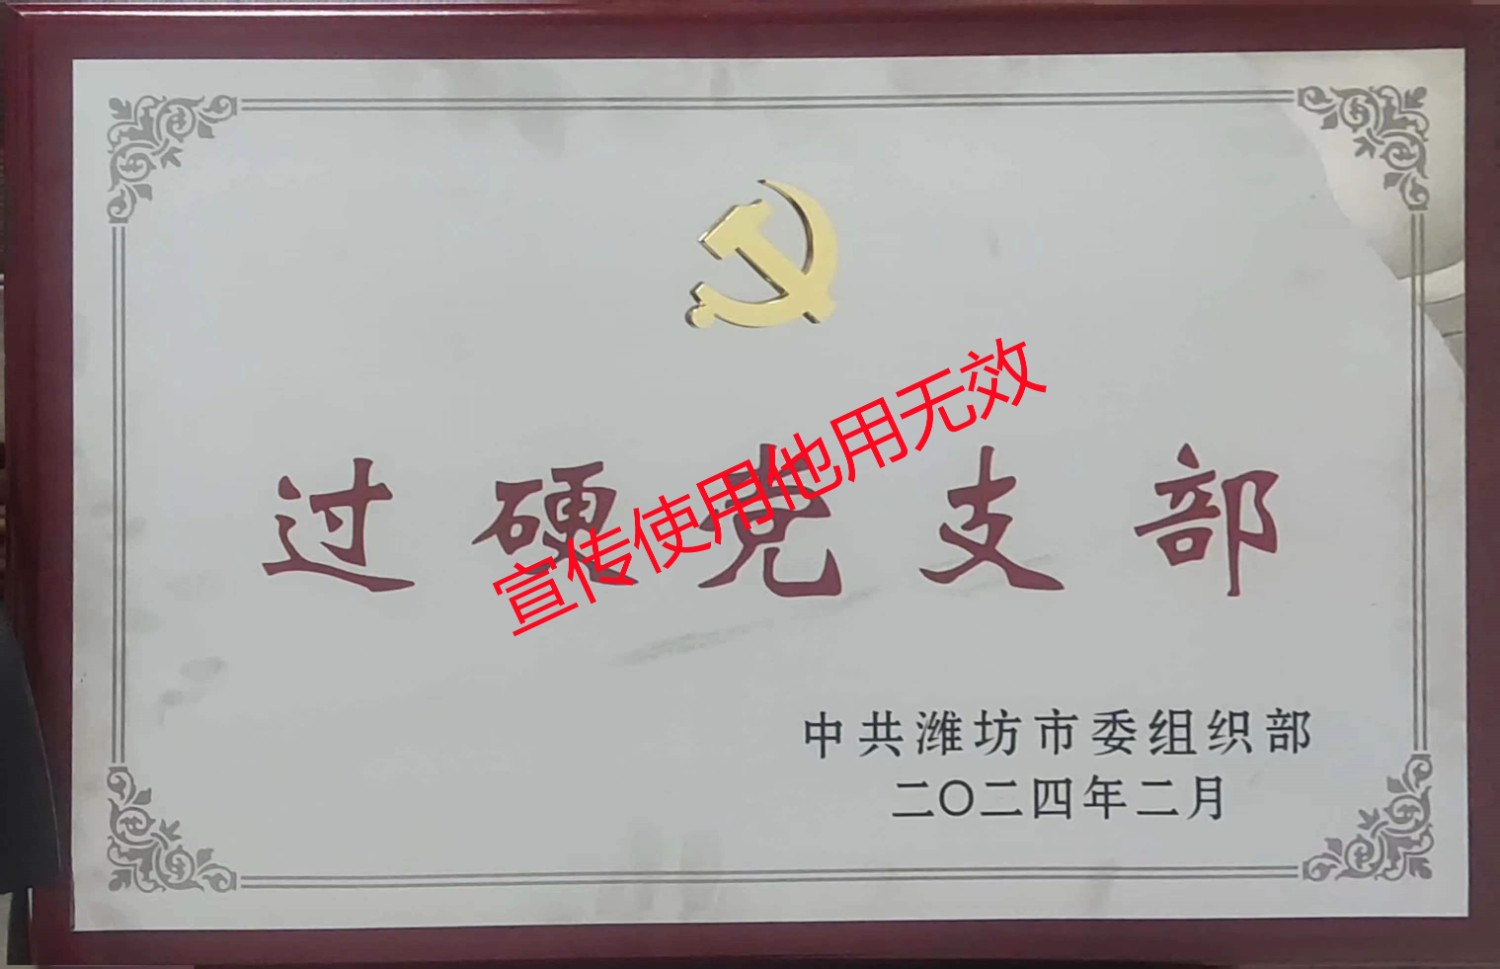 过硬党支部
宣传使用他用无效
中共潍坊市委组织部
二〇二四年二月